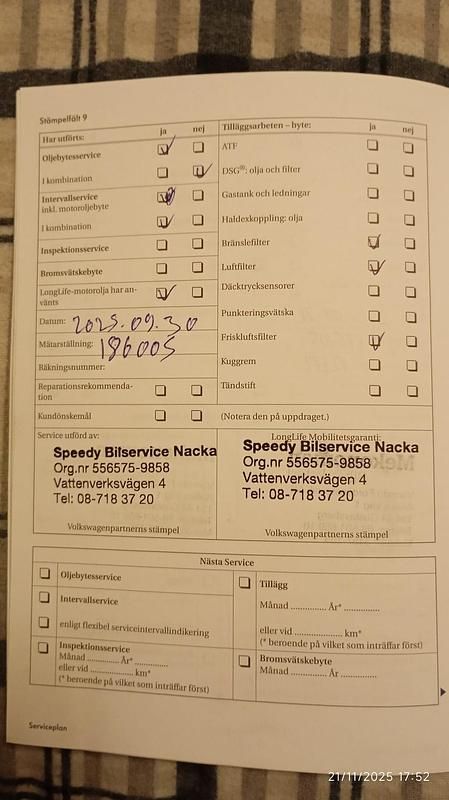 Stämpelfält 9
Har utförts: ja nej
Oljebytesservice
I kombination
Intervallservice
inkl. motoroljebyte
I kombination
Inspektionsservice
Bromsvätskebyte
LongLife-motorolja har an-
vänts
Datum: 2025.09.30
Mätarställning: 186005
Räkningsnummer:
Reparationsrekommenda-
tion
Kundönskemål
Tilläggsarbeten – byte: ja nej
ATF
DSG®: olja och filter
Gastank och ledningar
Haldexkoppling: olja
Bränslefilter
Luftfilter
Däcktrycksensorer
Punkteringsvätska
Friskluftsfilter
Kuggrem
Tändstift
(Notera den på uppdraget.)
Service utförd av:
Speedy Bilservice Nacka
Org.nr 556575-9858
Vattenverksvägen 4
Tel: 08-718 37 20
Volkswagenpartnerns stämpel
LongLife Mobilitetsgaranti:
Speedy Bilservice Nacka
Org.nr 556575-9858
Vattenverksvägen 4
Tel: 08-718 37 20
Volkswagenpartnerns stämpel
Nästa Service
Oljebytesservice
Intervallservice
enligt flexibel serviceintervallindikering
Inspektionsservice
Månad ............. År* .............
eller vid ................... km*
(* beroende på vilket som inträffar först)
Tillägg
Månad ............. År* .............
eller vid ................... km*
(* beroende på vilket som inträffar först)
Bromsvätskebyte
Månad ............. År .............
Serviceplan
21/11/2025 17:52